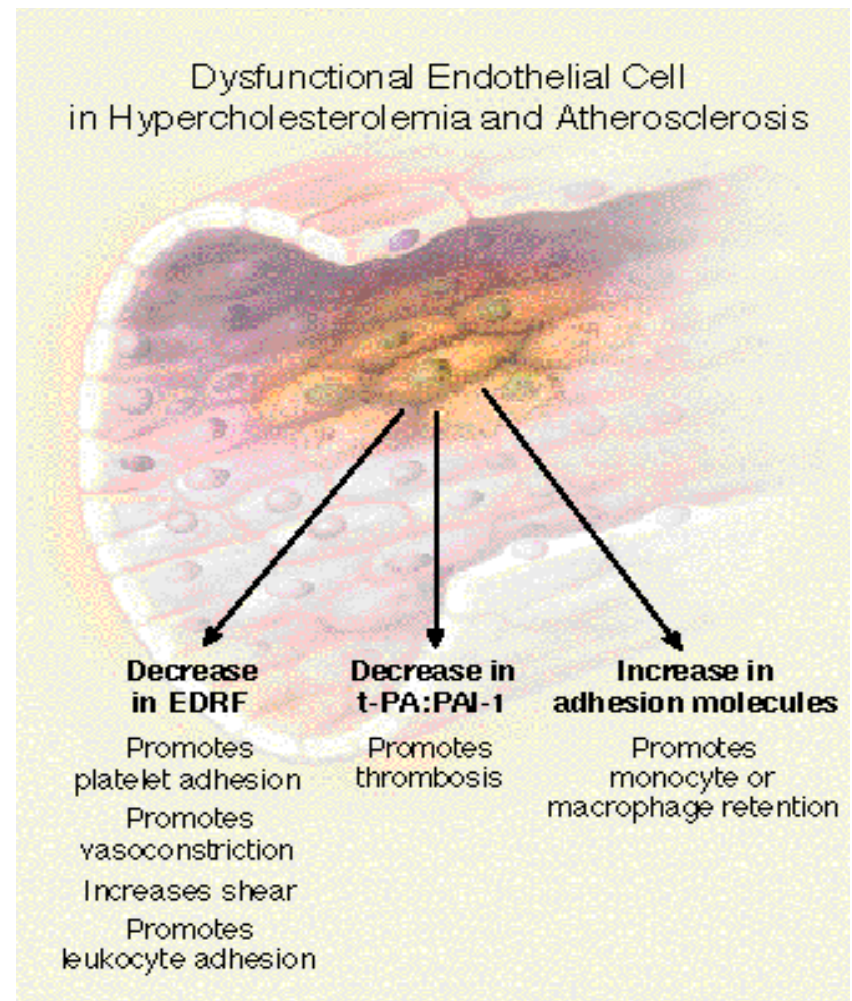 Dysfunctional Endothelial Cell
in Hypercholesterolemia and Atherosclerosis
Decrease
in EDRF
Promotes
platelet adhesion
Promotes
vasoconstriction
Increases shear
Promotes
leukocyte adhesion
Decrease in
t-PA:PAI-1
Promotes
thrombosis
Increase in
adhesion molecules
Promotes
monocyte or
macrophage retention